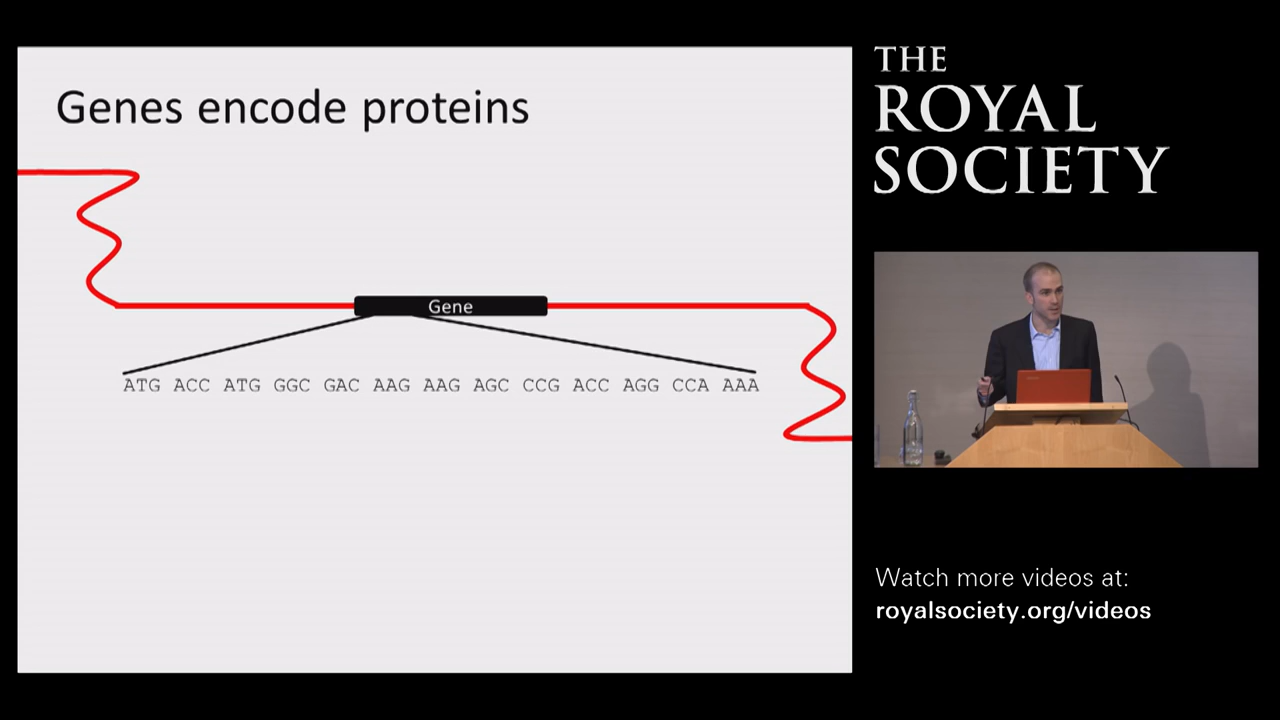 Genes encode proteins
Gene
ATG ACC ATG GGC GAC AAG AAG AGC CCG ACC AGG CCA AAA
THE
ROYAL
SOCIETY
Watch more videos at:
royalsociety.org/videos